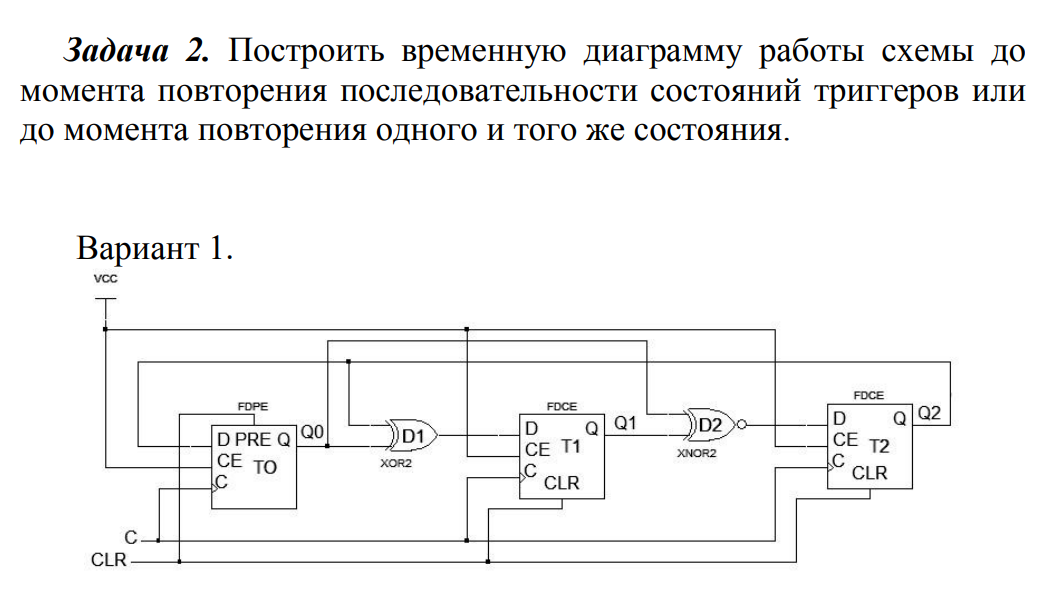 Задача 2. Построить временную диаграмму работы схемы до
момента повторения последовательности состояний триггеров или
до момента повторения одного и того же состояния.
Вариант 1.
VCC
FDPE
D PRE Q
CE TO
C
Q0
D1
XOR2
FDCE
D Q
CE T1
C
CLR
Q1
D2
XNOR2
FDCE
D Q
CE T2
C
CLR
Q2
C
CLR